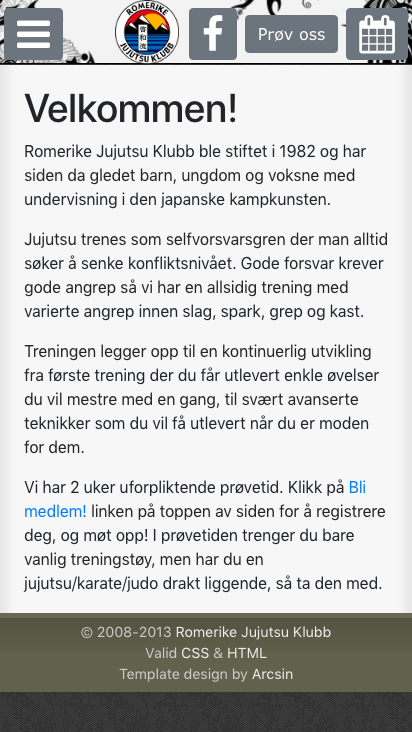 ROMERIKE
JUJUTSU KLUBB
Prøv oss
Velkommen!
Romerike Jujutsu Klubb ble stiftet i 1982 og har
siden da gledet barn, ungdom og voksne med
undervisning i den japanske kampkunsten.
Jujutsu trenes som selfvorsvarsgren der man alltid
søker å senke konfliktsnivået. Gode forsvar krever
gode angrep så vi har en allsidig trening med
varierte angrep innen slag, spark, grep og kast.
Treningen legger opp til en kontinuerlig utvikling
fra første trening der du får utlevert enkle øvelser
du vil mestre med en gang, til svært avanserte
teknikker som du vil få utlevert når du er moden
for dem.
Vi har 2 uker uforpliktende prøvetid. Klikk på Bli
medlem! linken på toppen av siden for å registrere
deg, og møt opp! I prøvetiden trenger du bare
vanlig treningstøy, men har du en
jujutsu/karate/judo drakt liggende, så ta den med.
© 2008-2013 Romerike Jujutsu Klubb
Valid CSS & HTML
Template design by Arcsin